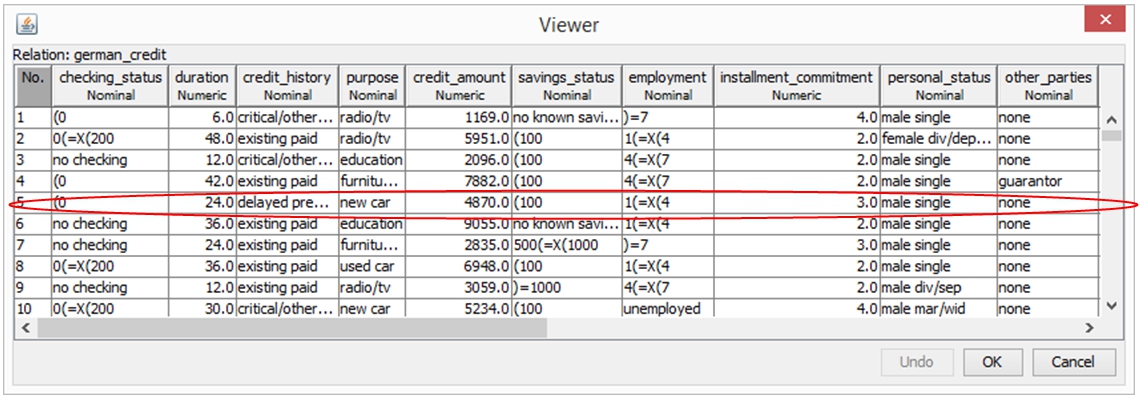 Viewer
Relation: german_credit
No. checking_status duration credit_history purpose credit_amount savings_status employment installment_commitment personal_status other_parties
Nominal Numeric Nominal Nominal Numeric Nominal Nominal Numeric Nominal Nominal
1 (0 6.0 critical/other... radio/tv 1169.0 no known savi... )=7 4.0 male single none
2 0(=X(200 48.0 existing paid radio/tv 5951.0 (100 1(=X(4 2.0 female div/dep... none
3 no checking 12.0 critical/other... education 2096.0 (100 4(=X(7 2.0 male single none
4 (0 42.0 existing paid furnitu... 7882.0 (100 4(=X(7 2.0 male single guarantor
5 (0 24.0 delayed pre... new car 4870.0 (100 1(=X(4 3.0 male single none
6 no checking 36.0 existing paid education 9055.0 no known savi... 1(=X(4 2.0 male single none
7 no checking 24.0 existing paid furnitu... 2835.0 500(=X(1000 )=7 3.0 male single none
8 0(=X(200 36.0 existing paid used car 6948.0 (100 1(=X(4 2.0 male single none
9 no checking 12.0 existing paid radio/tv 3059.0 )=1000 4(=X(7 2.0 male div/sep none
10 0(=X(200 30.0 critical/other... new car 5234.0 (100 unemployed 4.0 male mar/wid none
Undo OK Cancel